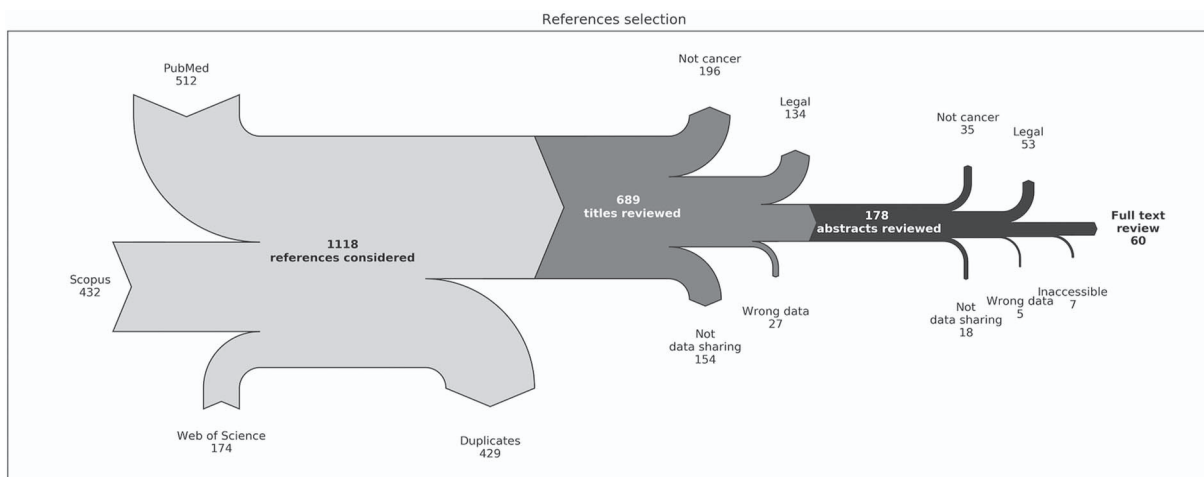 References selection
PubMed
512
Scopus
432
Web of Science
174
1118
references considered
Duplicates
429
689
titles reviewed
Not cancer
196
Legal
134
Not
data sharing
154
Wrong data
27
178
abstracts reviewed
Not cancer
35
Legal
53
Not
data sharing
18
Wrong data
5
Inaccessible
7
Full text
review
60